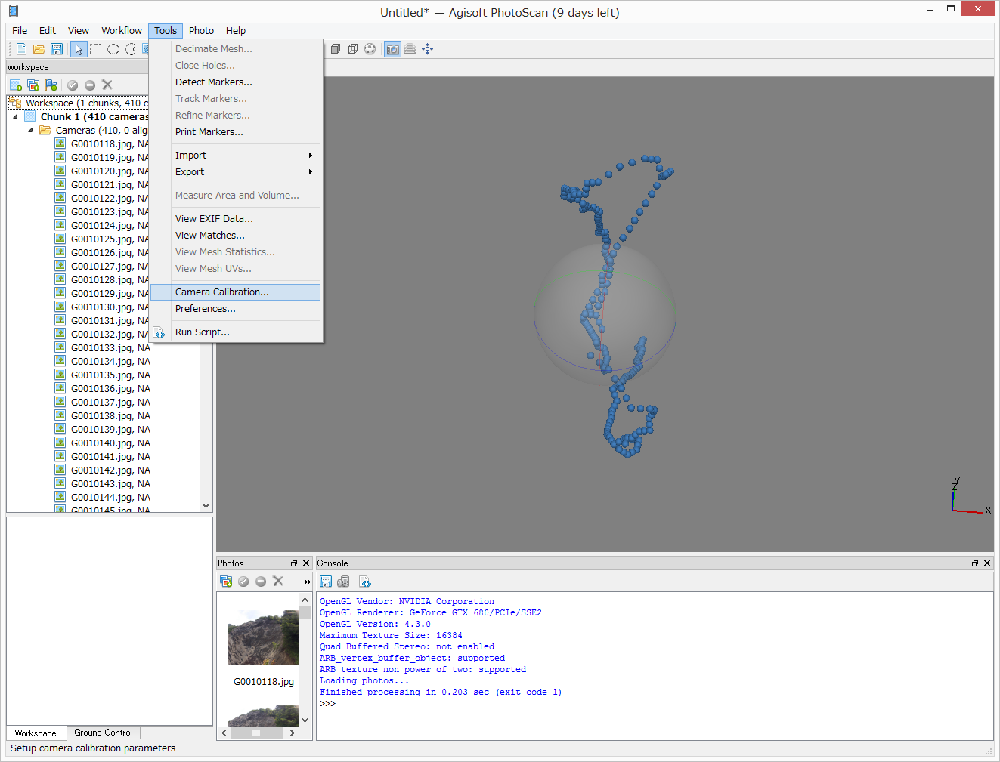 Untitled* — Agisoft PhotoScan (9 days left)
File Edit View Workflow Tools Photo Help
Decimate Mesh...
Close Holes...
Detect Markers...
Track Markers...
Refine Markers...
Print Markers...
Import
Export
Measure Area and Volume...
View EXIF Data...
View Matches...
View Mesh Statistics...
View Mesh UVs...
Camera Calibration...
Preferences...
Run Script...
Workspace
Workspace (1 chunks, 410 c
Chunk 1 (410 cameras
Cameras (410, 0 alig
G0010118.jpg, NA
G0010119.jpg, NA
G0010120.jpg, NA
G0010121.jpg, NA
G0010122.jpg, NA
G0010123.jpg, NA
G0010124.jpg, NA
G0010125.jpg, NA
G0010126.jpg, NA
G0010127.jpg, NA
G0010128.jpg, NA
G0010129.jpg, NA
G0010130.jpg, NA
G0010131.jpg, NA
G0010132.jpg, NA
G0010133.jpg, NA
G0010134.jpg, NA
G0010135.jpg, NA
G0010136.jpg, NA
G0010137.jpg, NA
G0010138.jpg, NA
G0010139.jpg, NA
G0010140.jpg, NA
G0010141.jpg, NA
G0010142.jpg, NA
G0010143.jpg, NA
G0010144.jpg, NA
G0010145.jpg, NA
Y
Z
X
Workspace Ground Control
Photos
G0010118.jpg
Console
OpenGL Vendor: NVIDIA Corporation
OpenGL Renderer: GeForce GTX 680/PCIe/SSE2
OpenGL Version: 4.3.0
Maximum Texture Size: 16384
Quad Buffered Stereo: not enabled
ARB_vertex_buffer_object: supported
ARB_texture_non_power_of_two: supported
Loading photos...
Finished processing in 0.203 sec (exit code 1)
>>>
Setup camera calibration parameters